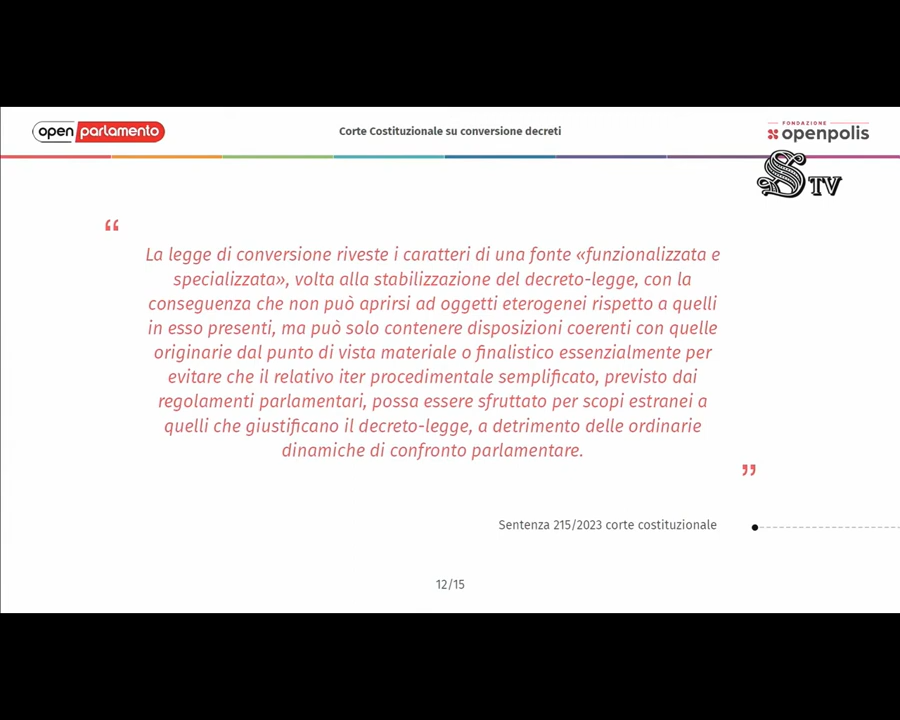 open parlamento
Corte Costituzionale su conversione decreti
FONDAZIONE
openpolis
S TV
“
La legge di conversione riveste i caratteri di una fonte «funzionalizzata e
specializzata», volta alla stabilizzazione del decreto-legge, con la
conseguenza che non può aprirsi ad oggetti eterogenei rispetto a quelli
in esso presenti, ma può solo contenere disposizioni coerenti con quelle
originarie dal punto di vista materiale o finalistico essenzialmente per
evitare che il relativo iter procedimentale semplificato, previsto dai
regolamenti parlamentari, possa essere sfruttato per scopi estranei a
quelli che giustificano il decreto-legge, a detrimento delle ordinarie
dinamiche di confronto parlamentare.
”
Sentenza 215/2023 corte costituzionale
12/15